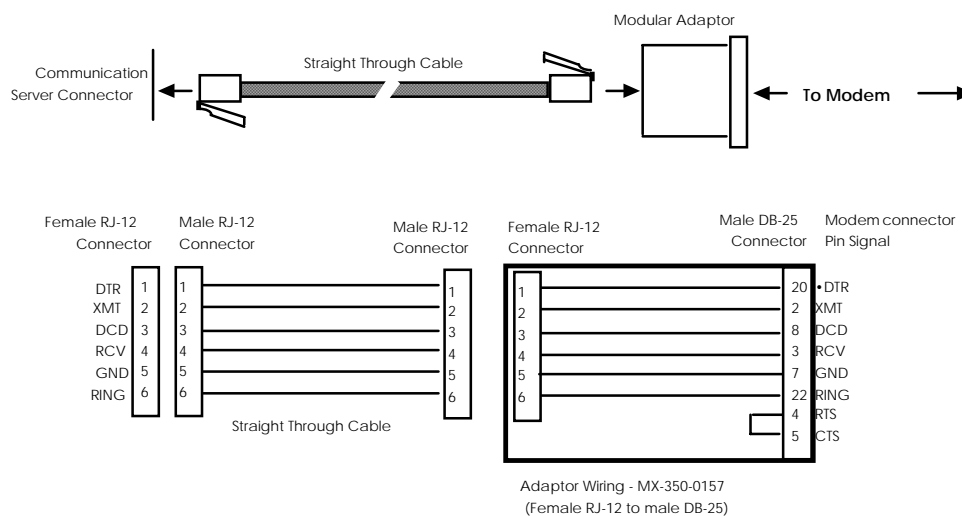 Modular Adaptor
Straight Through Cable
Communication
Server Connector
To Modem
Female RJ-12
Connector
Male RJ-12
Connector
Male RJ-12
Connector
Female RJ-12
Connector
Male DB-25
Connector
Modem connector
Pin Signal
DTR 1 1 1 1 20 •DTR
XMT 2 2 2 2 2 XMT
DCD 3 3 3 3 8 DCD
RCV 4 4 4 4 3 RCV
GND 5 5 5 5 7 GND
RING 6 6 6 6 22 RING
4 RTS
5 CTS
Straight Through Cable
Adaptor Wiring - MX-350-0157
(Female RJ-12 to male DB-25)